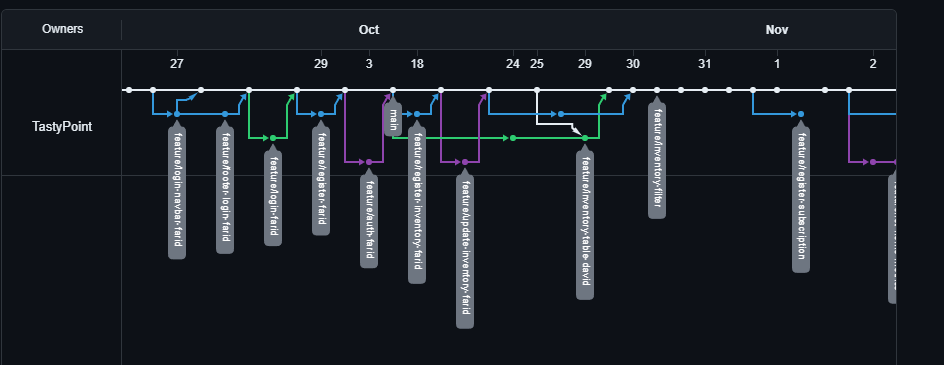 Owners
Oct
Nov
27
29
3
18
24
25
29
30
31
1
2
TastyPoint
feature/login-navbar-farid
feature/footer-login-farid
feature/login-farid
feature/register-farid
feature/auth-farid
main
feature/register-inventory-farid
feature/update-inventory-farid
feature/inventory-table-david
feature/inventory-filter
feature/register-subscription